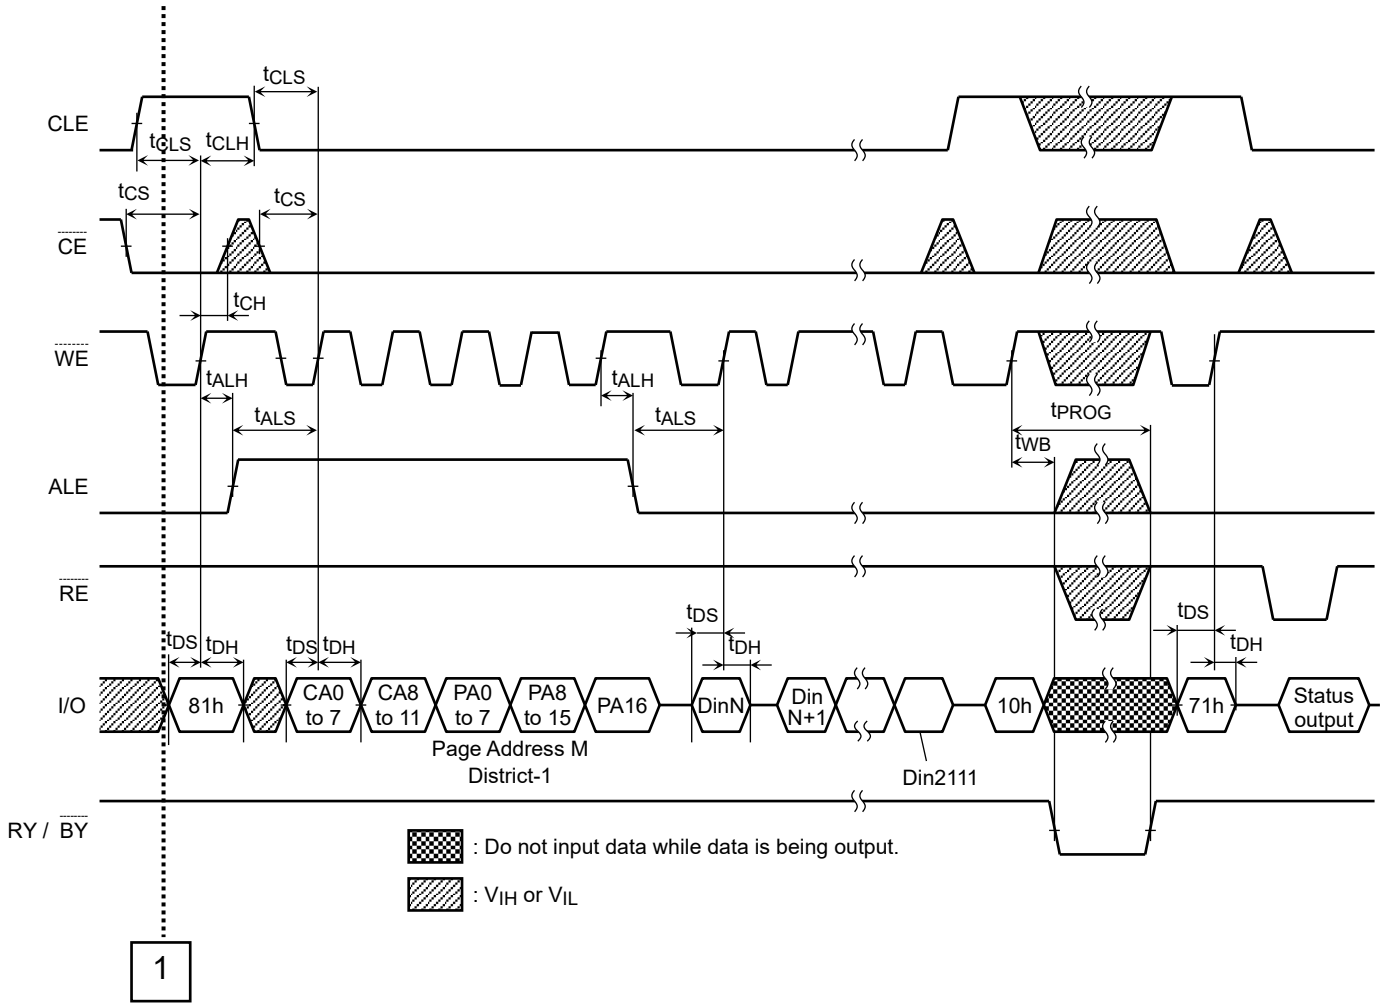 tCLS
CLE
tCLS
tCLH
tCS
tCS
CE
tCH
WE
tALH
tALH
tALS
tALS
tPROG
tWB
ALE
RE
tDS
tDH
tDS
tDH
tDS
tDH
tDS
tDH
I/O
81h
CA0
to 7
CA8
to 11
PA0
to 7
PA8
to 15
PA16
DinN
Din
N+1
10h
71h
Status
output
Page Address M
District-1
Din2111
RY / BY
: Do not input data while data is being output.
: VIH or VIL
1